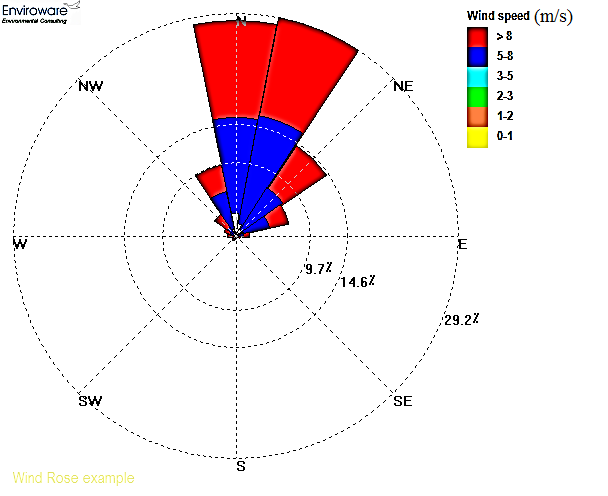 Enviroware
Environmental Consulting
Wind speed (m/s)
> 8
5-8
3-5
2-3
1-2
0-1
N
NW
NE
W
E
9.7%
14.6%
29.2%
SW
SE
S
Wind Rose example